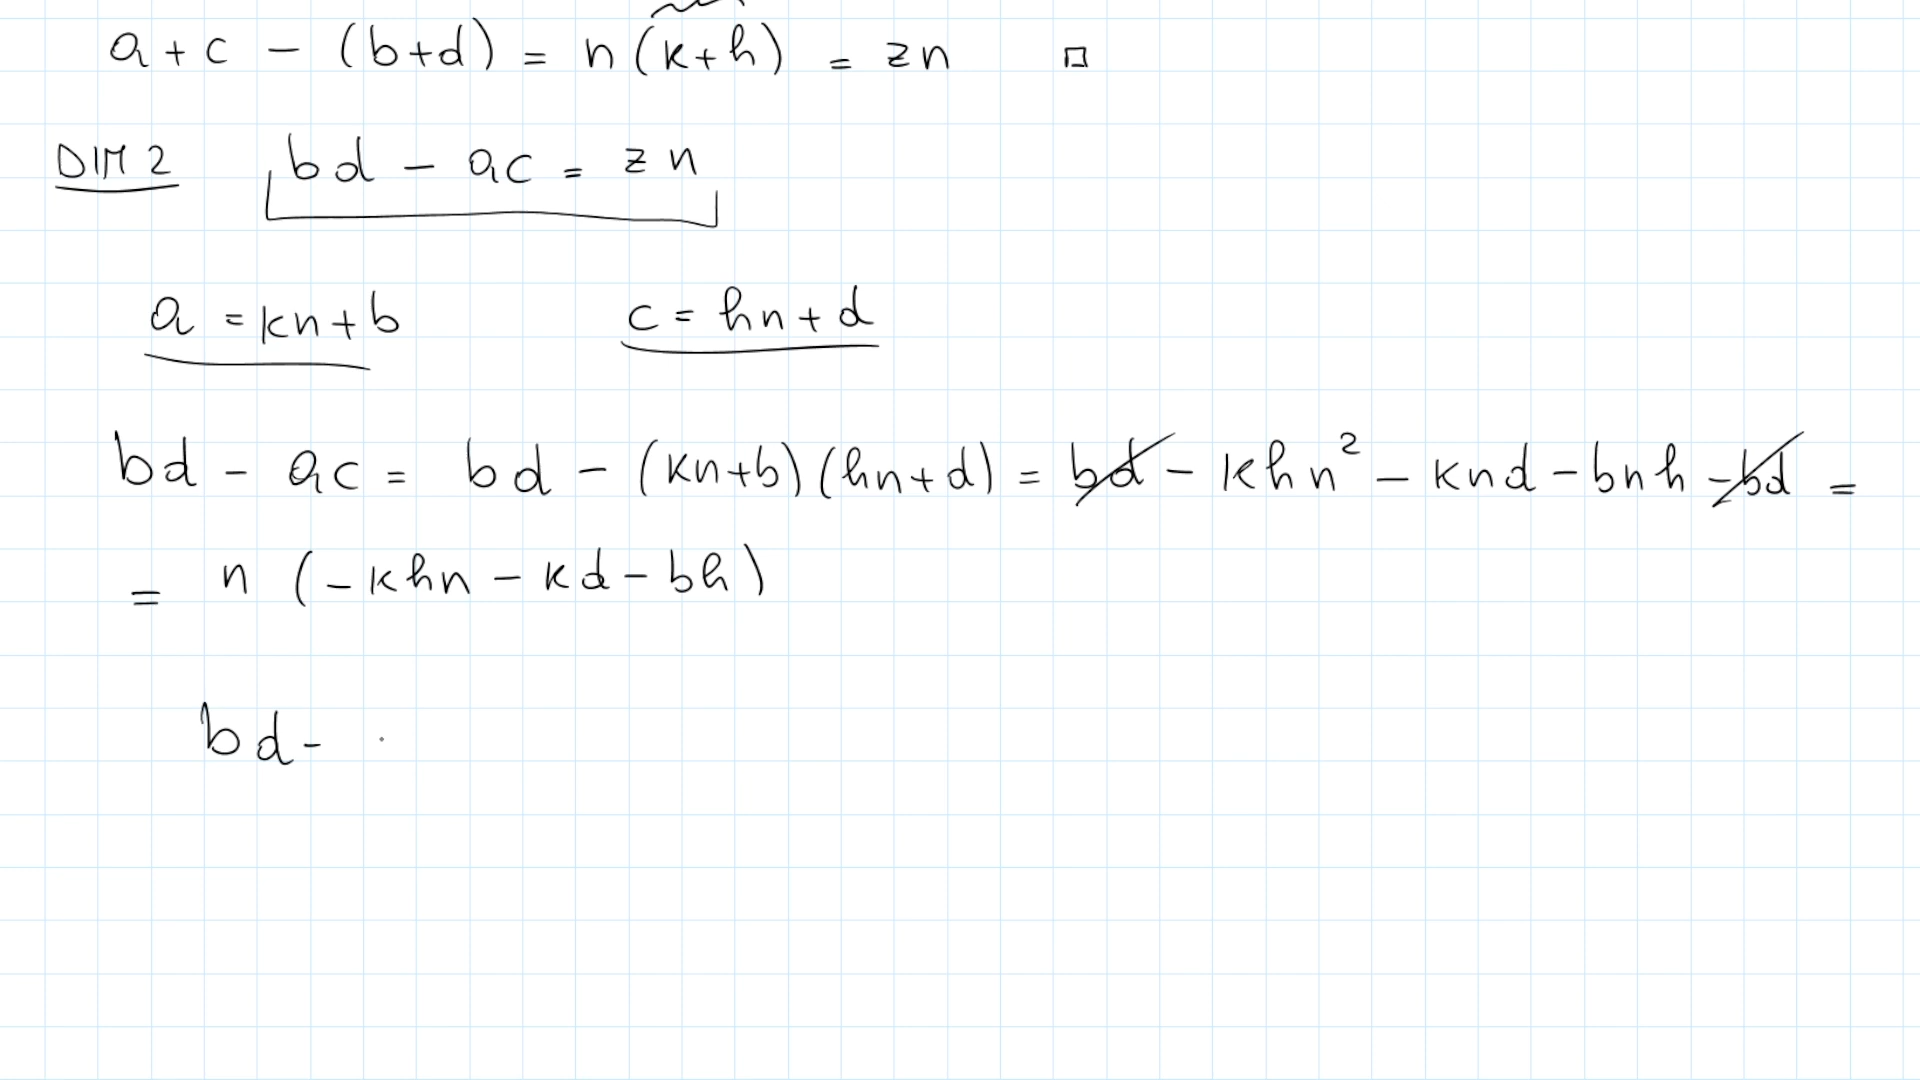 a + c - (b+d) = n (k+h) = zn □
DIM 2 bd - ac = zn
a = kn+b c = hn+d
bd - ac = bd - (kn+b)(hn+d) = bd - khn² - knd - bnh - bd =
= n (-khn - kd - bh)
bd -